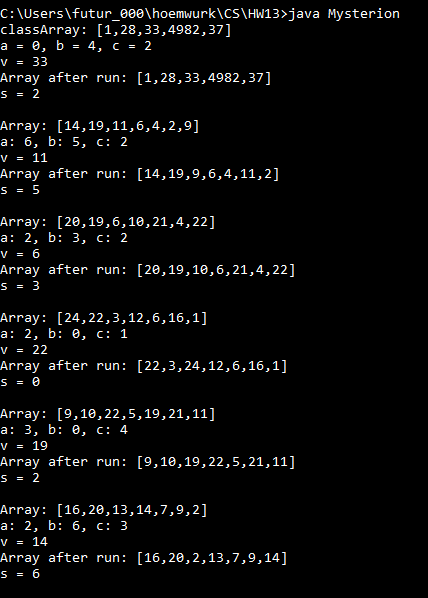 C:\Users\futur_000\hoemwurk\CS\HW13>java Mysterion
classArray: [1,28,33,4982,37]
a = 0, b = 4, c = 2
v = 33
Array after run: [1,28,33,4982,37]
s = 2
Array: [14,19,11,6,4,2,9]
a: 6, b: 5, c: 2
v = 11
Array after run: [14,19,9,6,4,11,2]
s = 5
Array: [20,19,6,10,21,4,22]
a: 2, b: 3, c: 2
v = 6
Array after run: [20,19,10,6,21,4,22]
s = 3
Array: [24,22,3,12,6,16,1]
a: 2, b: 0, c: 1
v = 22
Array after run: [22,3,24,12,6,16,1]
s = 0
Array: [9,10,22,5,19,21,11]
a: 3, b: 0, c: 4
v = 19
Array after run: [9,10,19,22,5,21,11]
s = 2
Array: [16,20,13,14,7,9,2]
a: 2, b: 6, c: 3
v = 14
Array after run: [16,20,2,13,7,9,14]
s = 6